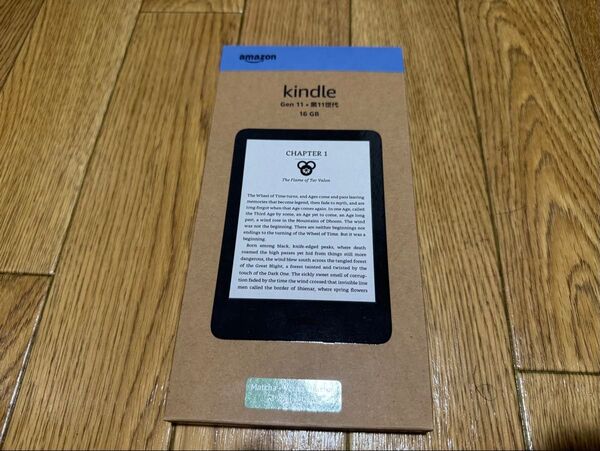 amazon
kindle
Gen 11 • 第11世代
16 GB
CHAPTER 1
The Flame of Tar Valon
The Wheel of Time turns, and Ages come and pass leaving
memories that become legend, then fade to myth, and are
long forgot when that Age comes again. In one Age, called
the Third Age by some, an Age yet to come, an Age long
past, a wind rose in the Mountains of Dhoom. The wind
was not the beginning. There are neither beginnings nor
endings to the turning of the Wheel of Time. But it was a
beginning.
Born among black, knife-edged peaks, where death
roamed the high passes yet hid from things still more
dangerous, the wind blew south across the tangled forest
of the Great Blight, a forest tainted and twisted by the
touch of the Dark One. The sickly sweet smell of corrup-
tion faded by the time the wind crossed that invisible line
men called the border of Shienar, where spring flowers
Matcha